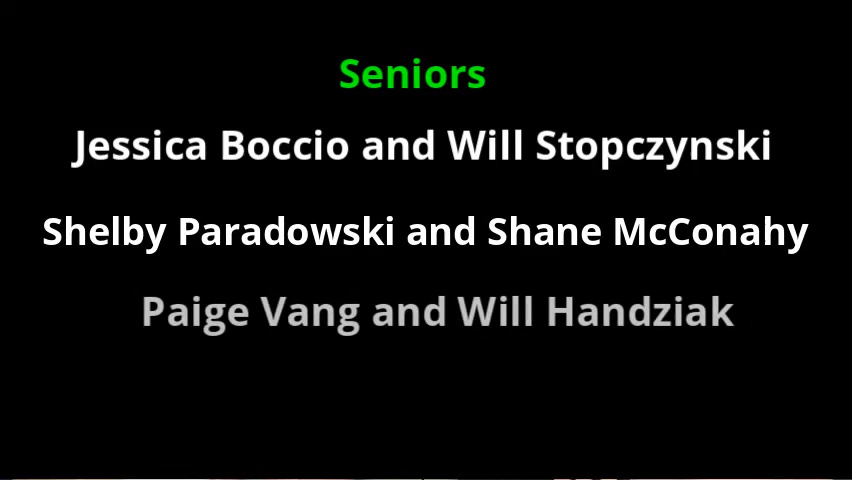 Seniors
Jessica Boccio and Will Stopczynski
Shelby Paradowski and Shane McConahy
Paige Vang and Will Handziak